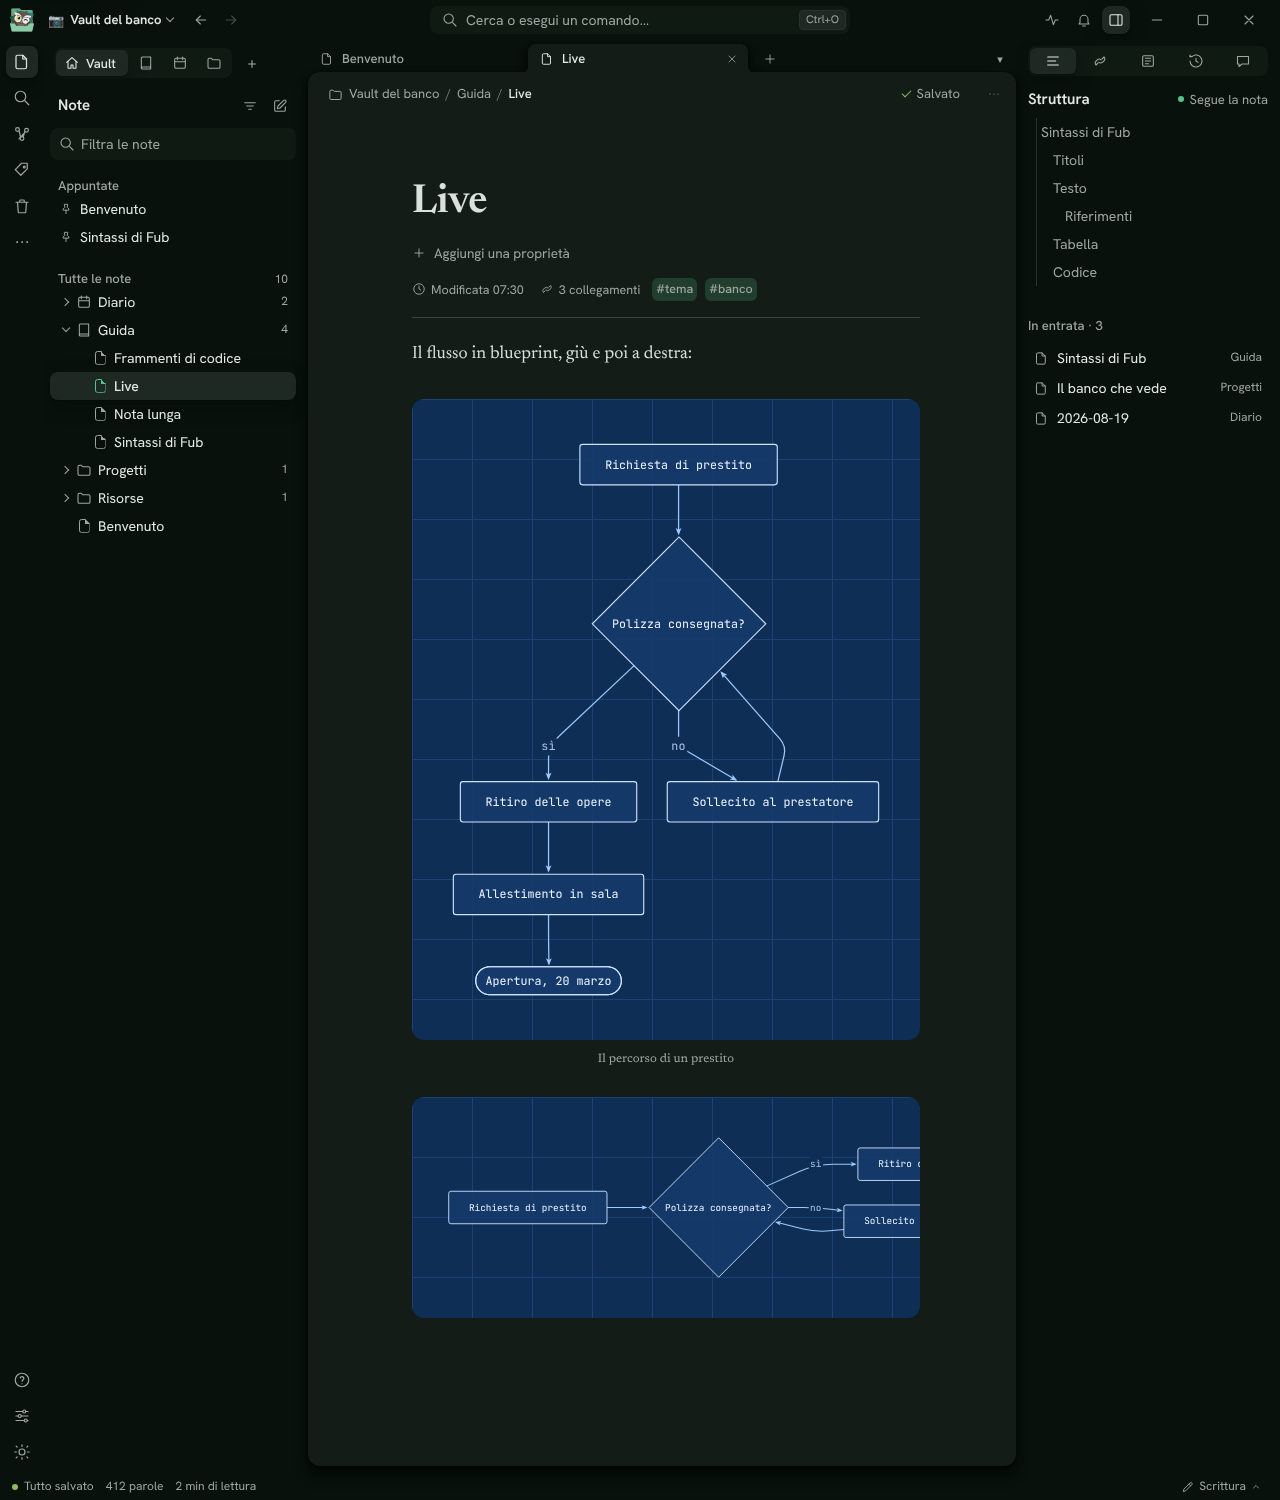 Vault del banco
Cerca o esegui un comando...
Ctrl+O
Vault
Benvenuto
Live
Note
Filtra le note
Appuntate
Benvenuto
Sintassi di Fub
Tutte le note 10
Diario 2
Guida 4
Frammenti di codice
Live
Nota lunga
Sintassi di Fub
Progetti 1
Risorse 1
Benvenuto
Vault del banco / Guida / Live
Salvato
Live
Aggiungi una proprietà
Modificata 07:30 3 collegamenti #tema #banco
Il flusso in blueprint, giù e poi a destra:
Richiesta di prestito
Polizza consegnata?
sì
no
Ritiro delle opere
Sollecito al prestatore
Allestimento in sala
Apertura, 20 marzo
Il percorso di un prestito
Richiesta di prestito
Polizza consegnata?
sì
no
Ritiro
Sollecito
Struttura
Segue la nota
Sintassi di Fub
Titoli
Testo
Riferimenti
Tabella
Codice
In entrata · 3
Sintassi di Fub Guida
Il banco che vede Progetti
2026-08-19 Diario
Tutto salvato 412 parole 2 min di lettura
Scrittura